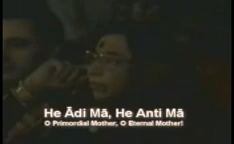 He Ādi Mā, He Anti Mā
O Primordial Mother, O Eternal Mother!